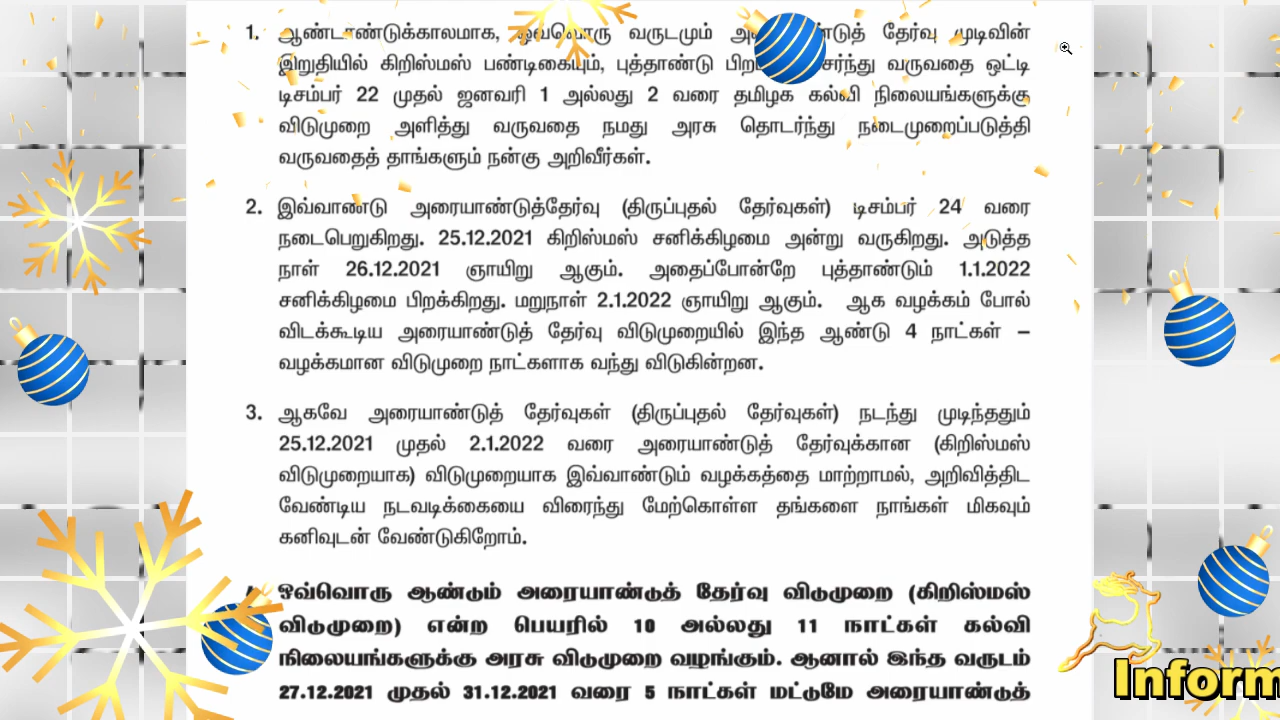 1. ஆண்டாண்டுக்காலமாக, ஒவ்வொரு வருடமும் தேர்வு முடிவின்
இறுதியில் கிறிஸ்மஸ் பண்டிகையும், புத்தாண்டு வருவதை ஒட்டி
டிசம்பர் 22 முதல் ஜனவரி 1 அல்லது 2 வரை தமிழக கல்வி நிலையங்களுக்கு
விடுமுறை அளித்து வருவதை நமது அரசு தொடர்ந்து நடைமுறைப்படுத்தி
வருவதைத் தாங்களும் நன்கு அறிவீர்கள்.
2. இவ்வாண்டு அரையாண்டுத்தேர்வு (திருப்புதல் தேர்வுகள்) டிசம்பர் 24 வரை
நடைபெறுகிறது. 25.12.2021 கிறிஸ்மஸ் சனிக்கிழமை அன்று வருகிறது. அடுத்த
நாள் 26.12.2021 ஞாயிறு ஆகும். அதைப்போன்றே புத்தாண்டும் 1.1.2022
சனிக்கிழமை பிறக்கிறது. மறுநாள் 2.1.2022 ஞாயிறு ஆகும். ஆக வழக்கம் போல்
விடக்கூடிய அரையாண்டுத் தேர்வு விடுமுறையில் இந்த ஆண்டு 4 நாட்கள் –
வழக்கமான விடுமுறை நாட்களாக வந்து விடுகின்றன.
3. ஆகவே அரையாண்டுத் தேர்வுகள் (திருப்புதல் தேர்வுகள்) நடந்து முடிந்ததும்
25.12.2021 முதல் 2.1.2022 வரை அரையாண்டுத் தேர்வுக்கான (கிறிஸ்மஸ்
விடுமுறையாக) விடுமுறையாக இவ்வாண்டும் வழக்கத்தை மாற்றாமல், அறிவித்திட
வேண்டிய நடவடிக்கையை விரைந்து மேற்கொள்ள தங்களை நாங்கள் மிகவும்
கனிவுடன் வேண்டுகிறோம்.
ஒவ்வொரு ஆண்டும் அரையாண்டுத் தேர்வு விடுமுறை (கிறிஸ்மஸ்
விடுமுறை) என்ற பெயரில் 10 அல்லது 11 நாட்கள் கல்வி
நிலையங்களுக்கு அரசு விடுமுறை வழங்கும். ஆனால் இந்த வருடம்
27.12.2021 முதல் 31.12.2021 வரை 5 நாட்கள் மட்டுமே அரையாண்டுத்
Inform